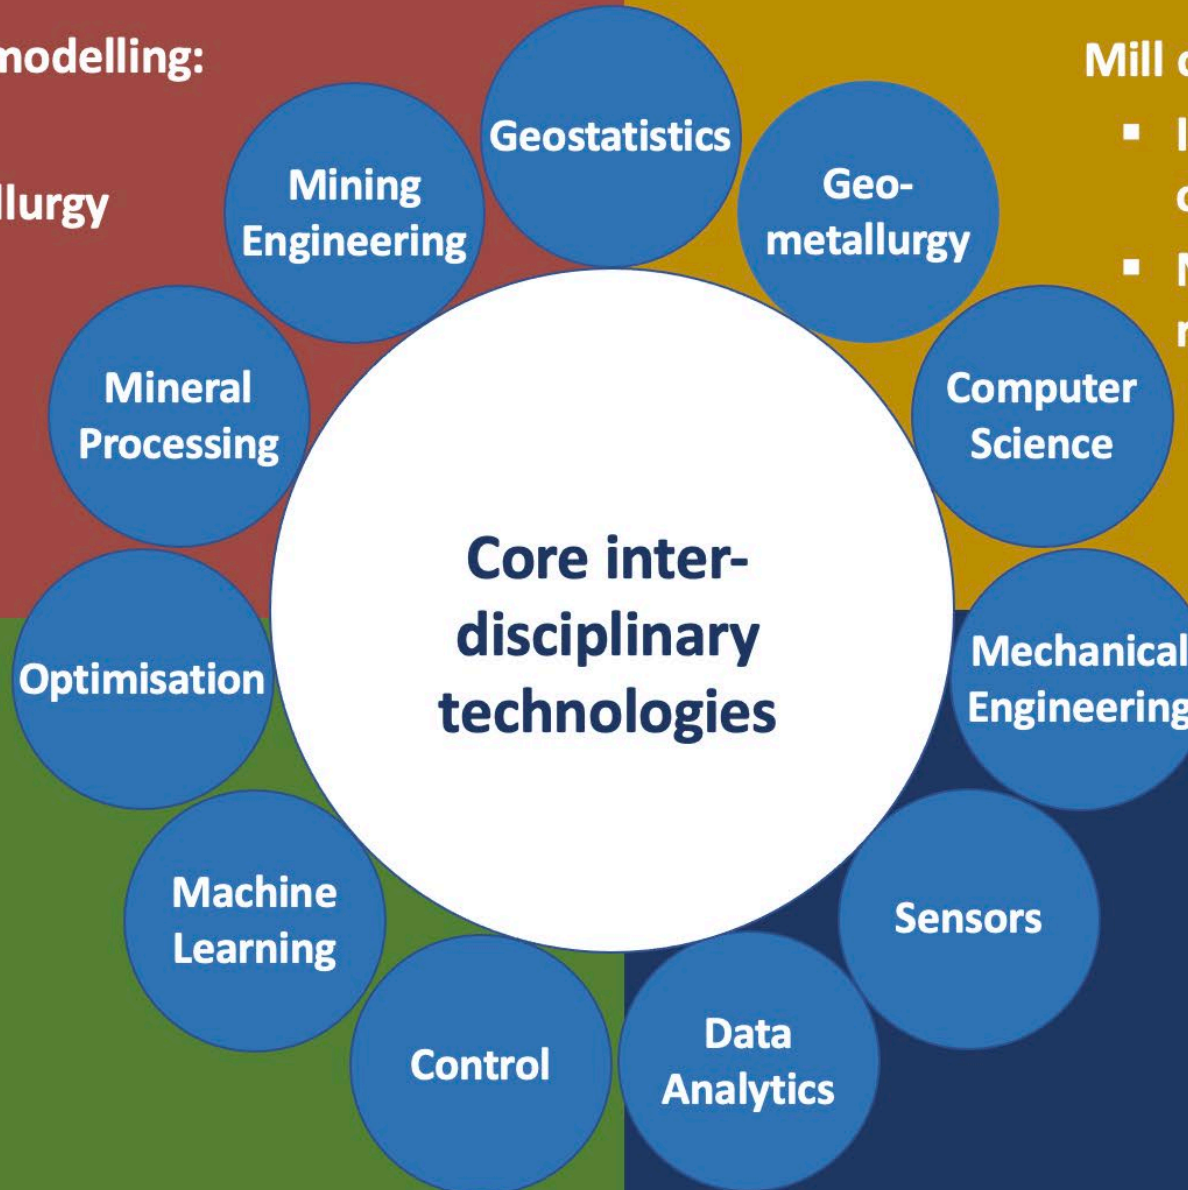 modelling:
Mill
Geostatistics
Mining
Engineering
Geo-
metallurgy
Mineral
Processing
Computer
Science
Core inter-
disciplinary
technologies
Optimisation
Mechanical
Engineering
Machine
Learning
Sensors
Control
Data
Analytics